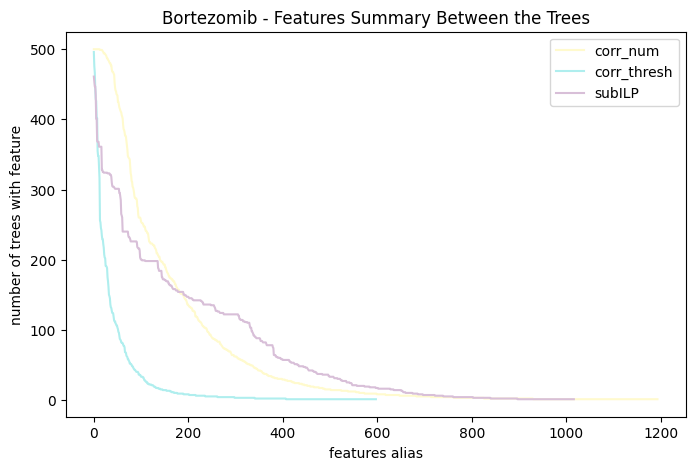 Bortezomib - Features Summary Between the Trees
corr_num
corr_thresh
subILP
number of trees with feature
500
400
300
200
100
0
0 200 400 600 800 1000 1200
features alias